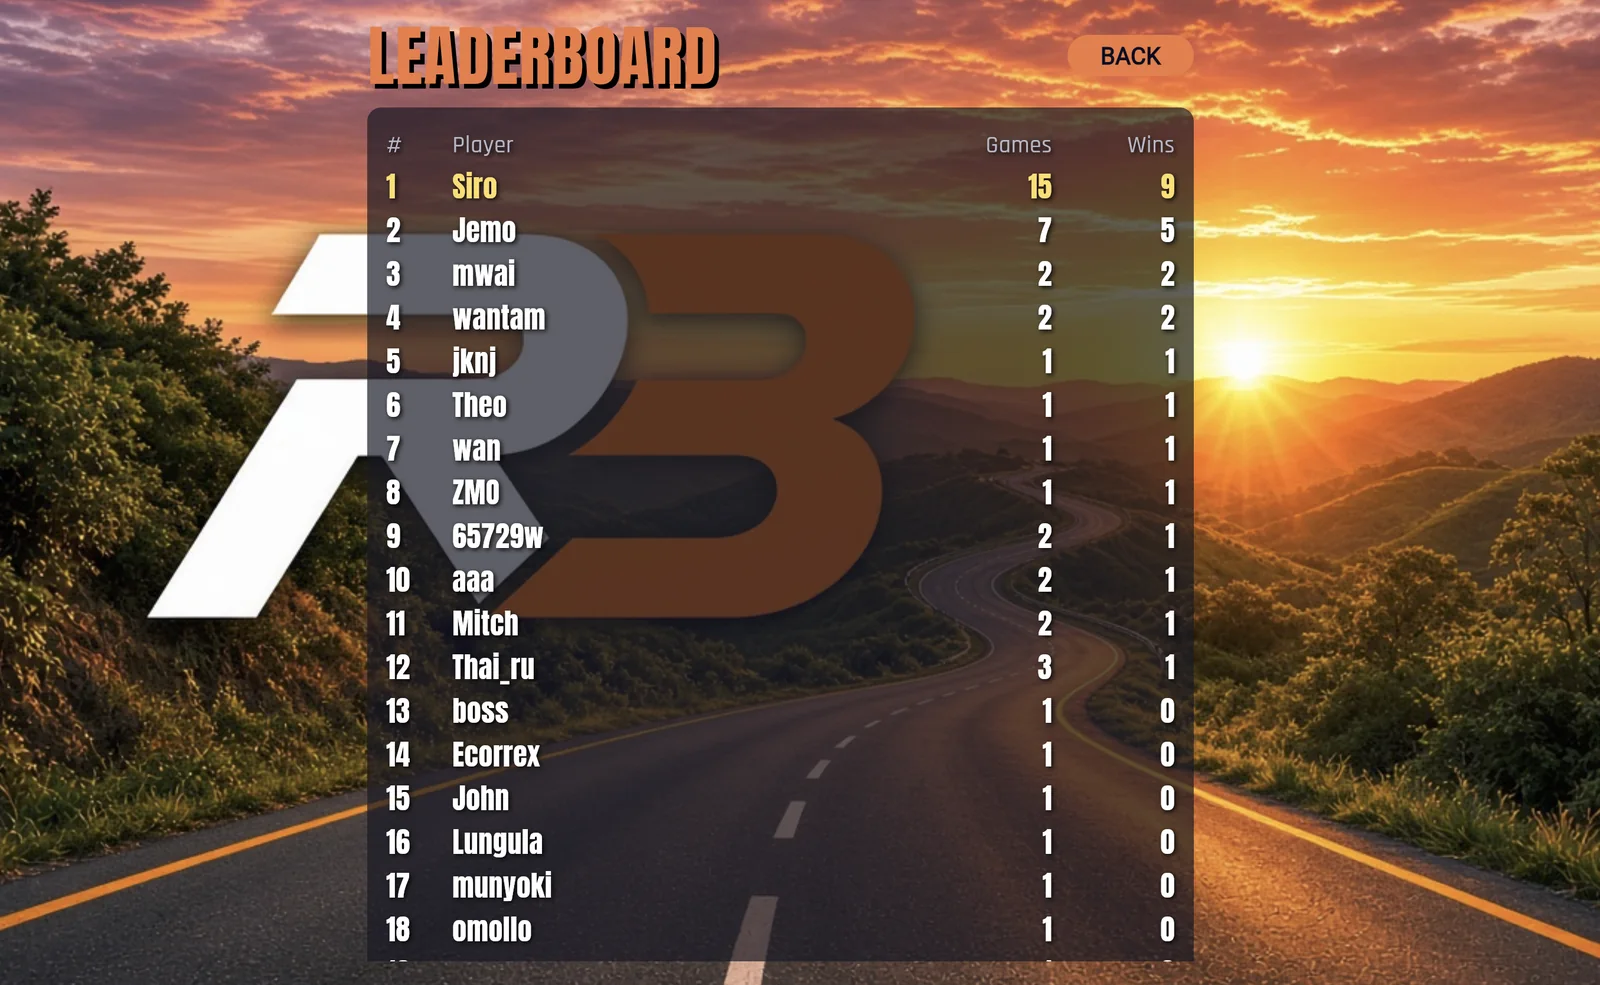 LEADERBOARD
BACK
# Player Games Wins
1 Siro 15 9
2 Jemo 7 5
3 mwai 2 2
4 wantam 2 2
5 jknj 1 1
6 Theo 1 1
7 wan 1 1
8 ZMO 1 1
9 65729w 2 1
10 aaa 2 1
11 Mitch 2 1
12 Thai_ru 3 1
13 boss 1 0
14 Ecorrex 1 0
15 John 1 0
16 Lungula 1 0
17 munyoki 1 0
18 omollo 1 0
RB